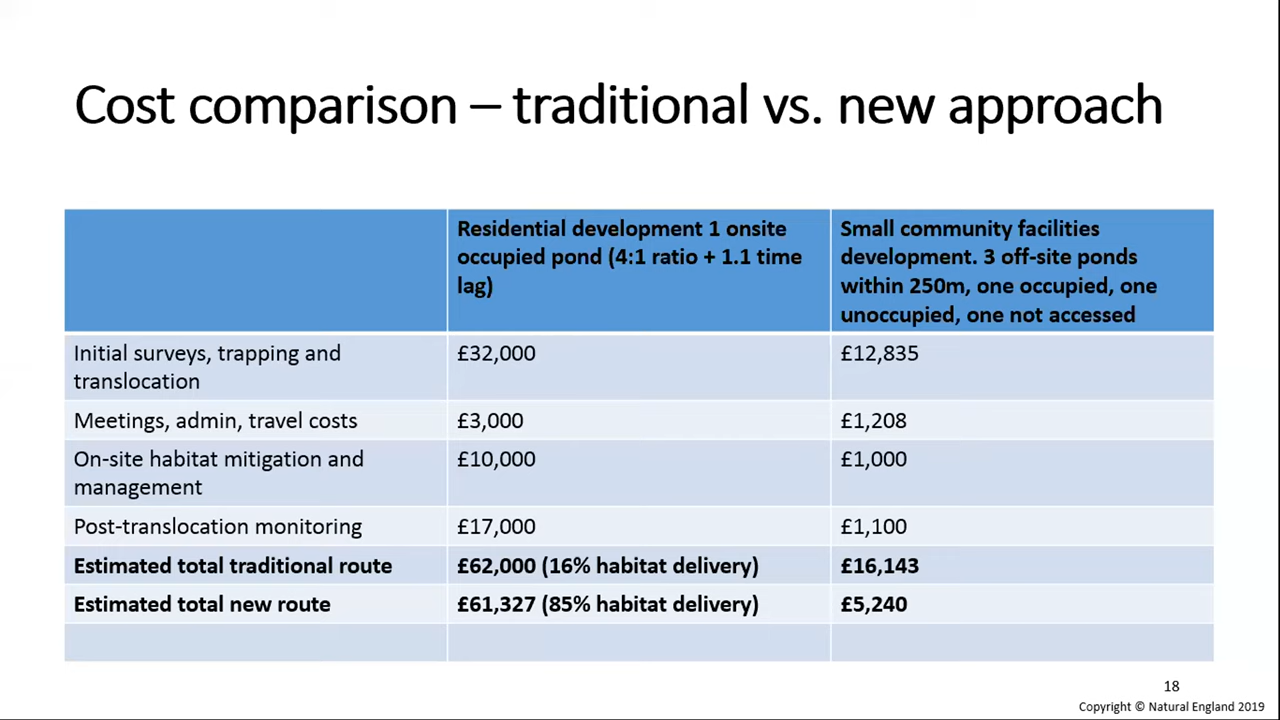 Cost comparison – traditional vs. new approach
Residential development 1 onsite
occupied pond (4:1 ratio + 1.1 time
lag)
Small community facilities
development. 3 off-site ponds
within 250m, one occupied, one
unoccupied, one not accessed
Initial surveys, trapping and
translocation
£32,000
£12,835
Meetings, admin, travel costs
£3,000
£1,208
On-site habitat mitigation and
management
£10,000
£1,000
Post-translocation monitoring
£17,000
£1,100
Estimated total traditional route
£62,000 (16% habitat delivery)
£16,143
Estimated total new route
£61,327 (85% habitat delivery)
£5,240
18
Copyright © Natural England 2019